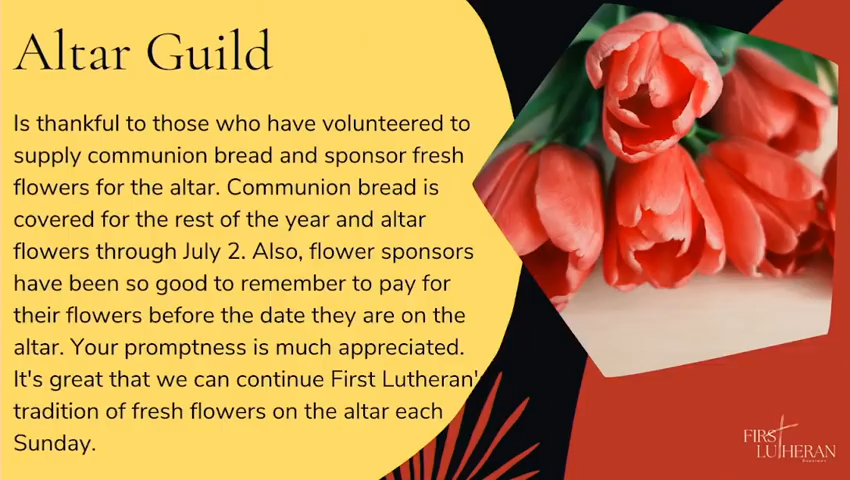 Altar Guild
Is thankful to those who have volunteered to
supply communion bread and sponsor fresh
flowers for the altar. Communion bread is
covered for the rest of the year and altar
flowers through July 2. Also, flower sponsors
have been so good to remember to pay for
their flowers before the date they are on the
altar. Your promptness is much appreciated.
It's great that we can continue First Lutheran'
tradition of fresh flowers on the altar each
Sunday.
FIRST
LUTHERAN